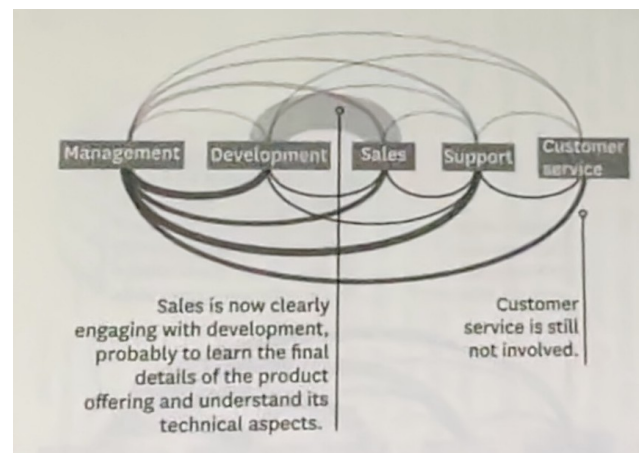 Management Development Sales Support Customer
service
Sales is now clearly
engaging with development,
probably to learn the final
details of the product
offering and understand its
technical aspects.
Customer
service is still
not involved.